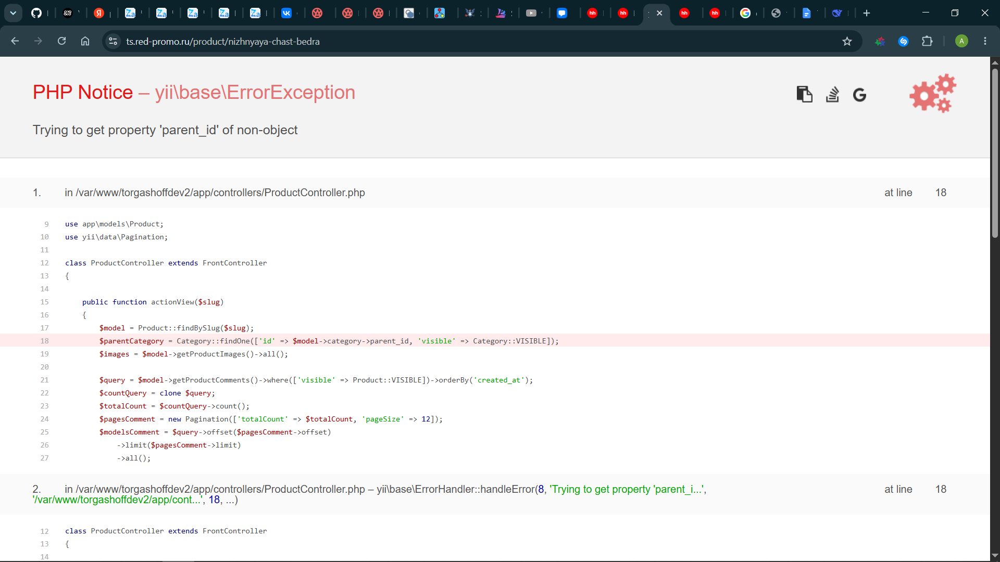 ts.red-promo.ru/product/nizhnyaya-chast-bedra
A
PHP Notice – yii\base\ErrorException
Trying to get property 'parent_id' of non-object
1. in /var/www/torgashoffdev2/app/controllers/ProductController.php at line 18
9 use app\models\Product;
10 use yii\data\Pagination;
11
12 class ProductController extends FrontController
13 {
14
15 public function actionView($slug)
16 {
17 $model = Product::findBySlug($slug);
18 $parentCategory = Category::findOne(['id' => $model->category->parent_id, 'visible' => Category::VISIBLE]);
19 $images = $model->getProductImages()->all();
20
21 $query = $model->getProductComments()->where(['visible' => Product::VISIBLE])->orderBy('created_at');
22 $countQuery = clone $query;
23 $totalCount = $countQuery->count();
24 $pagesComment = new Pagination(['totalCount' => $totalCount, 'pageSize' => 12]);
25 $modelsComment = $query->offset($pagesComment->offset)
26 ->limit($pagesComment->limit)
27 ->all();
2. in /var/www/torgashoffdev2/app/controllers/ProductController.php – yii\base\ErrorHandler::handleError(8, 'Trying to get property 'parent_i...', at line 18
'/var/www/torgashoffdev2/app/cont...', 18, ...)
12 class ProductController extends FrontController
13 {
14